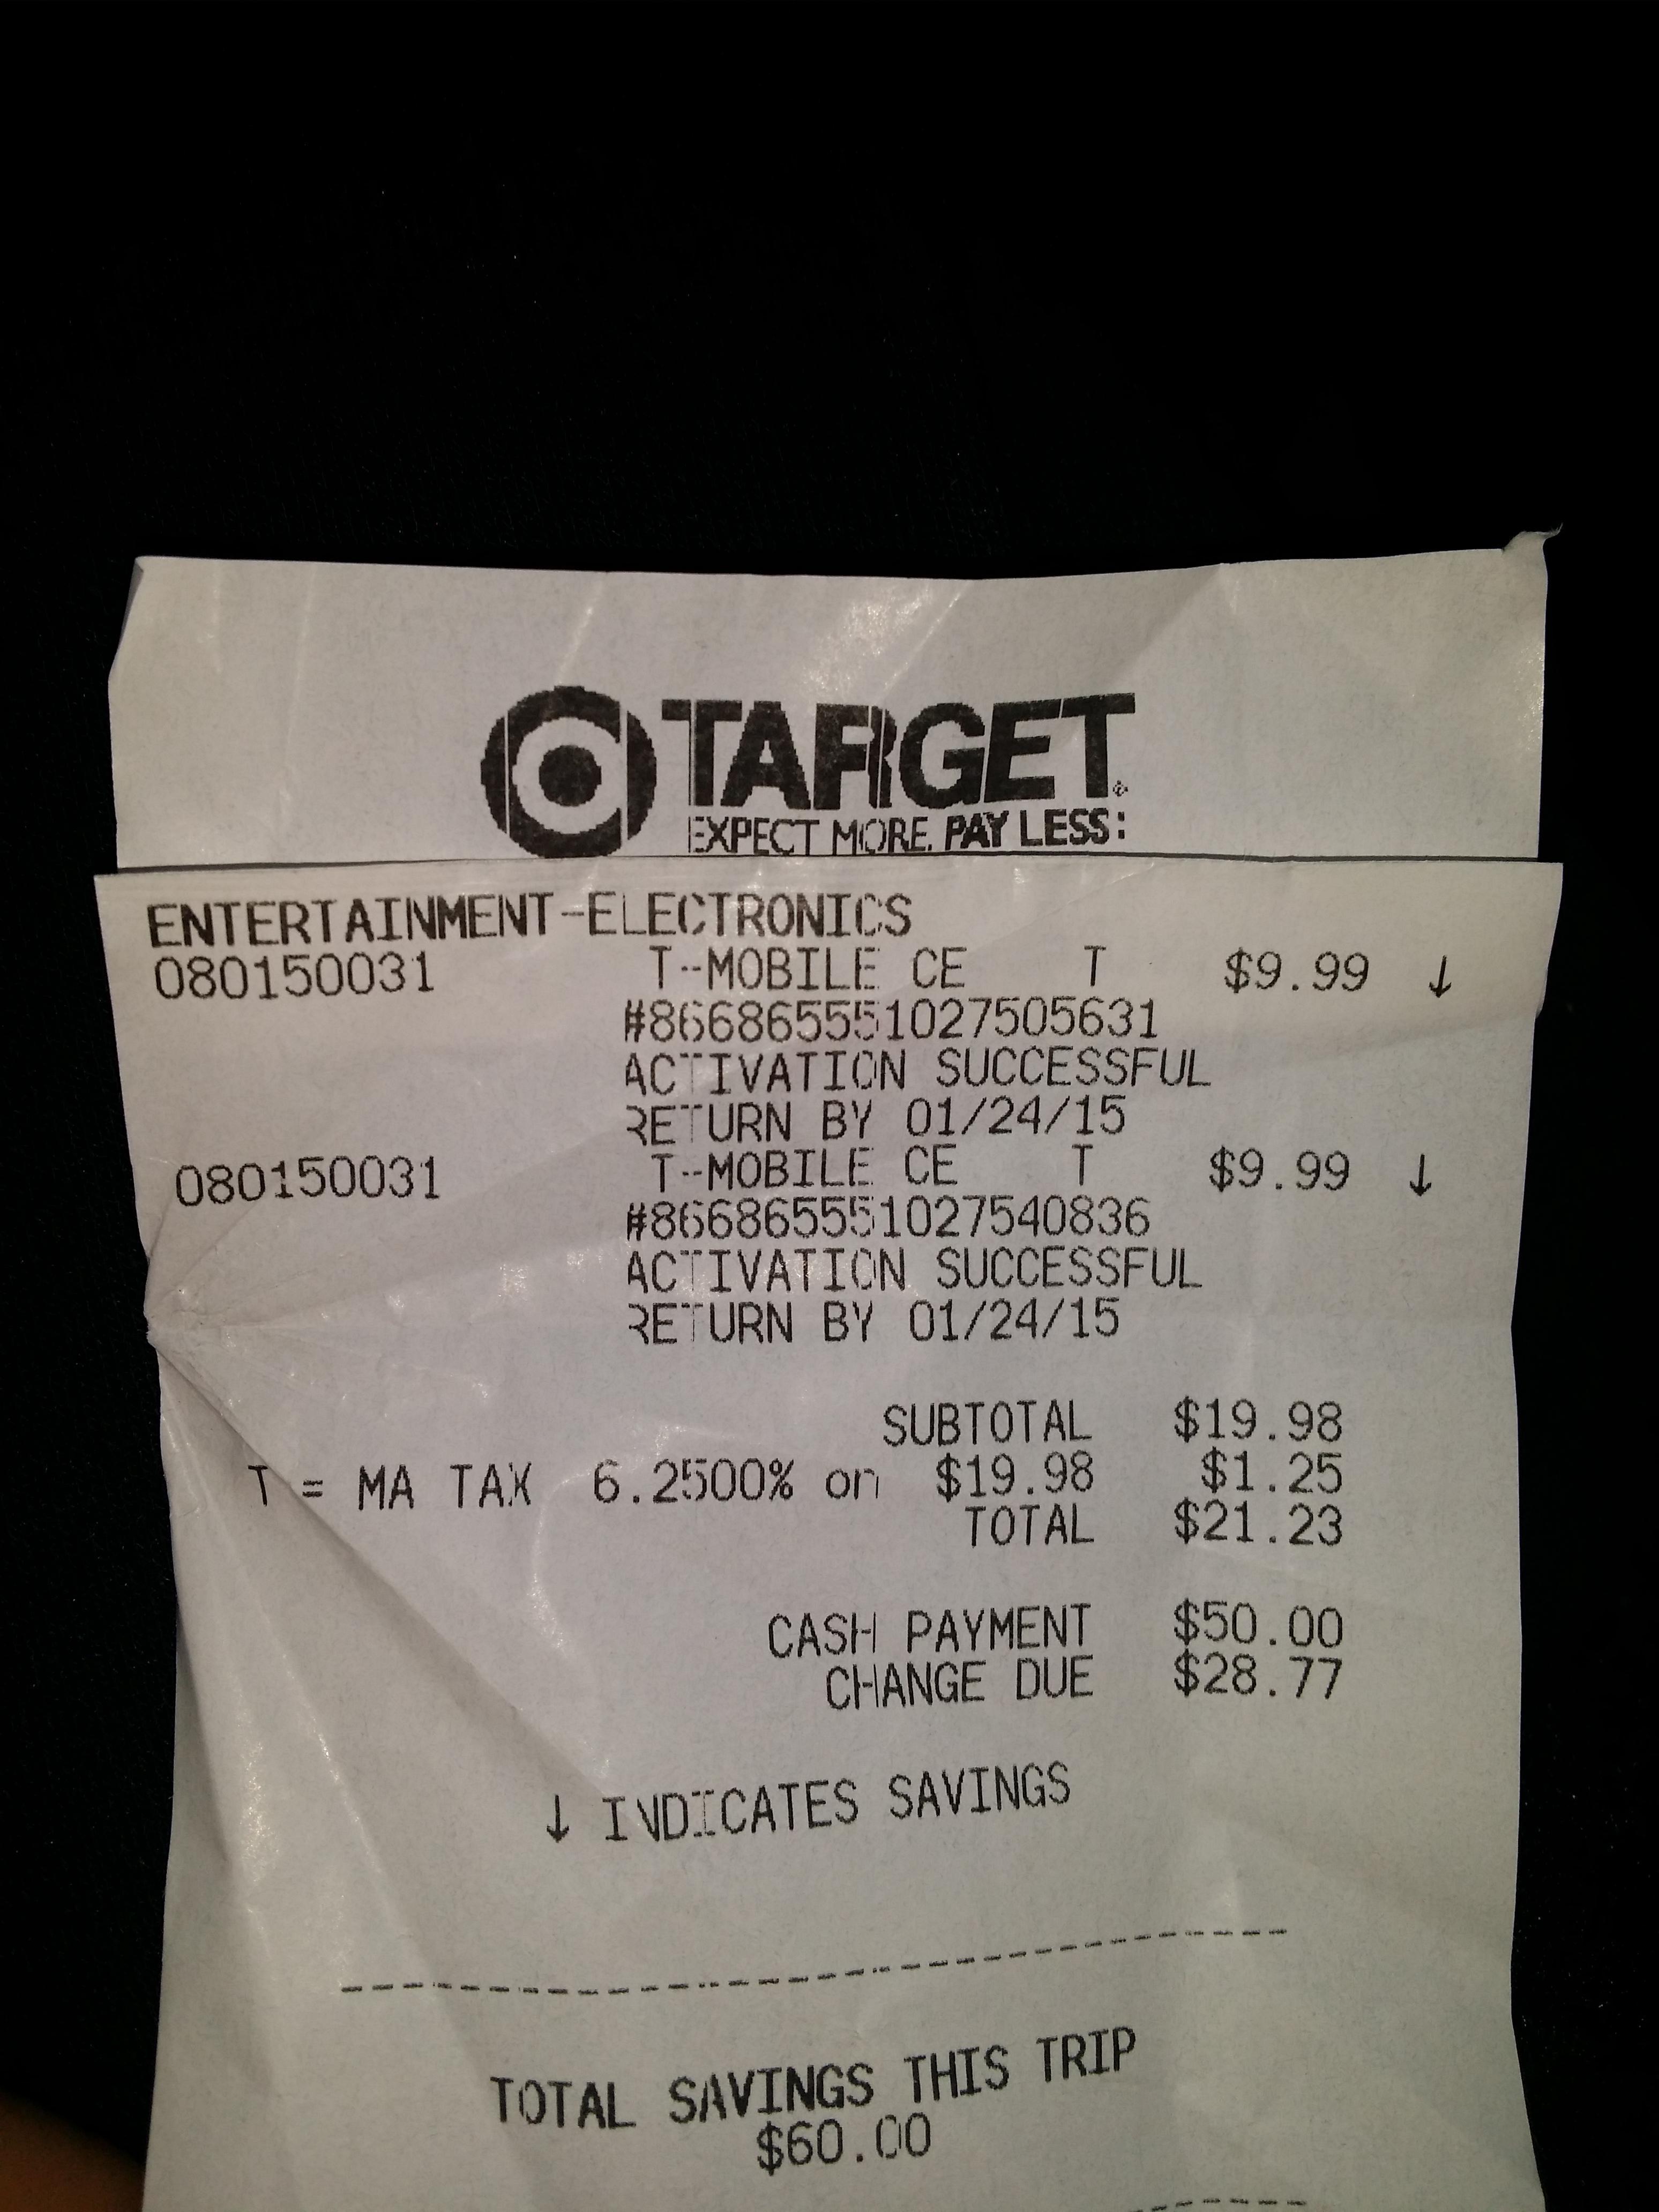 TARGET
EXPECT MORE. PAY LESS:
ENTERTAINMENT-ELECTRONICS
080150031 T-MOBILE CE T $9.99 ↓
#8668655551027505631
ACTIVATION SUCCESSFUL
RETURN BY 01/24/15
080150031 T-MOBILE CE T $9.99 ↓
#8668655551027540836
ACTIVATION SUCCESSFUL
RETURN BY 01/24/15
SUBTOTAL $19.98
T = MA TAX 6.2500% on $19.98 $1.25
TOTAL $21.23
CASH PAYMENT $50.00
CHANGE DUE $28.77
↓ INDICATES SAVINGS
TOTAL SAVINGS THIS TRIP
$60.00